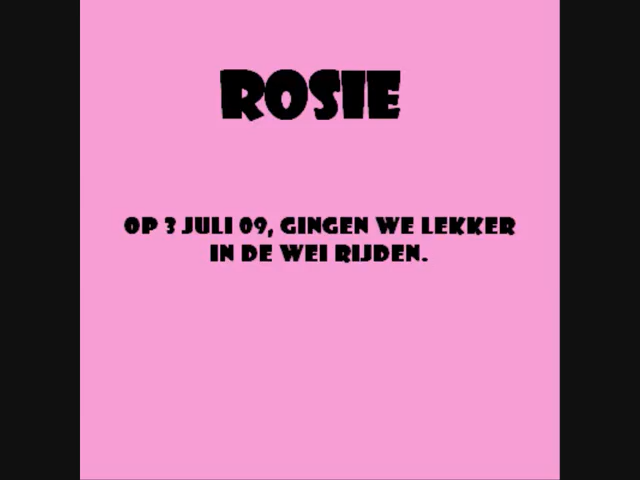 ROSIE
OP 3 JULI 09, GINGEN WE LEKKER
IN DE WEI RIJDEN.